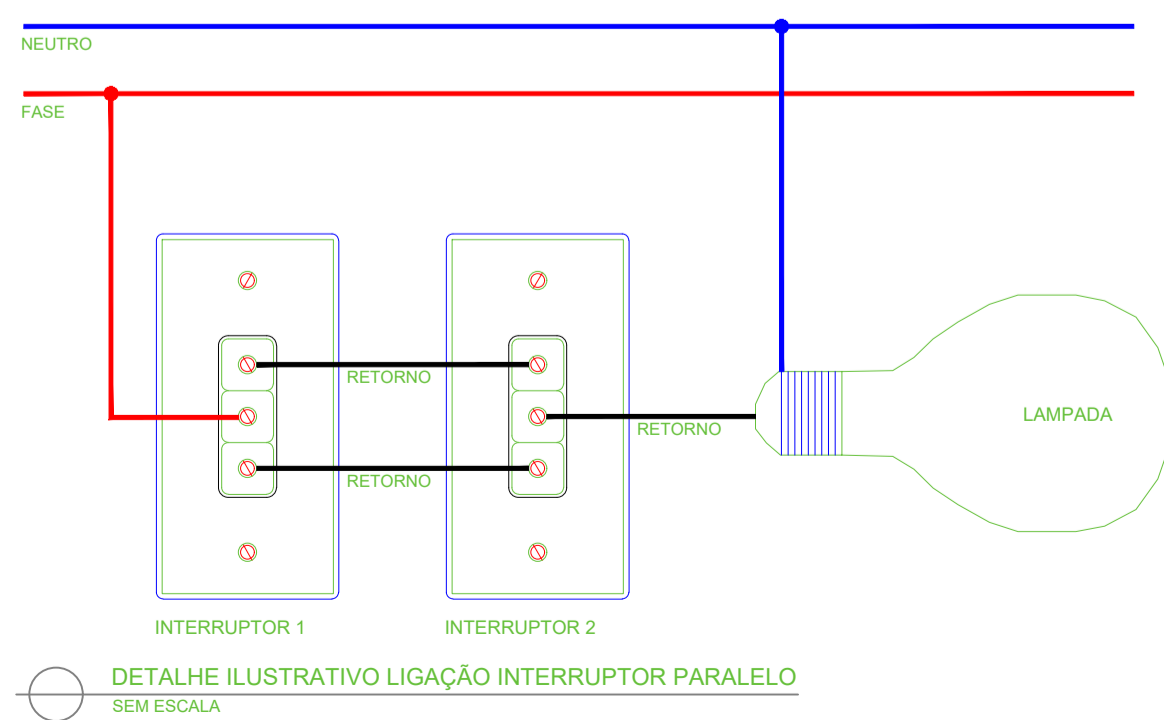 NEUTRO
FASE
RETORNO
RETORNO
RETORNO
LAMPADA
INTERRUPTOR 1
INTERRUPTOR 2
DETALHE ILUSTRATIVO LIGAÇÃO INTERRUPTOR PARALELO
SEM ESCALA